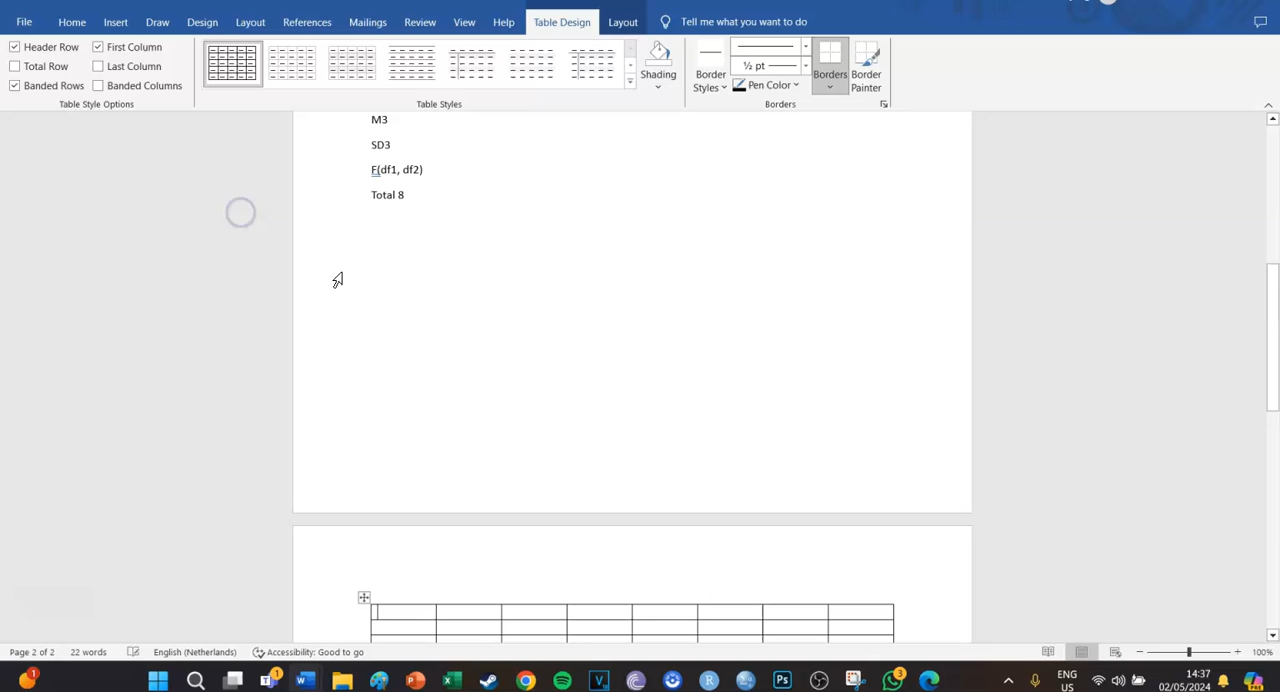 File Home Insert Draw Design Layout References Mailings Review View Help Table Design Layout Tell me what you want to do
Header Row First Column
Total Row Last Column
Banded Rows Banded Columns
Table Style Options
Table Styles
Shading
Border Styles
½ pt
Pen Color
Borders
Border Painter
Borders
M3
SD3
F(df1, df2)
Total 8
Page 2 of 2 22 words English (Netherlands) Accessibility: Good to go 100%
1 1 3
ENG
US
14:37
02/05/2024